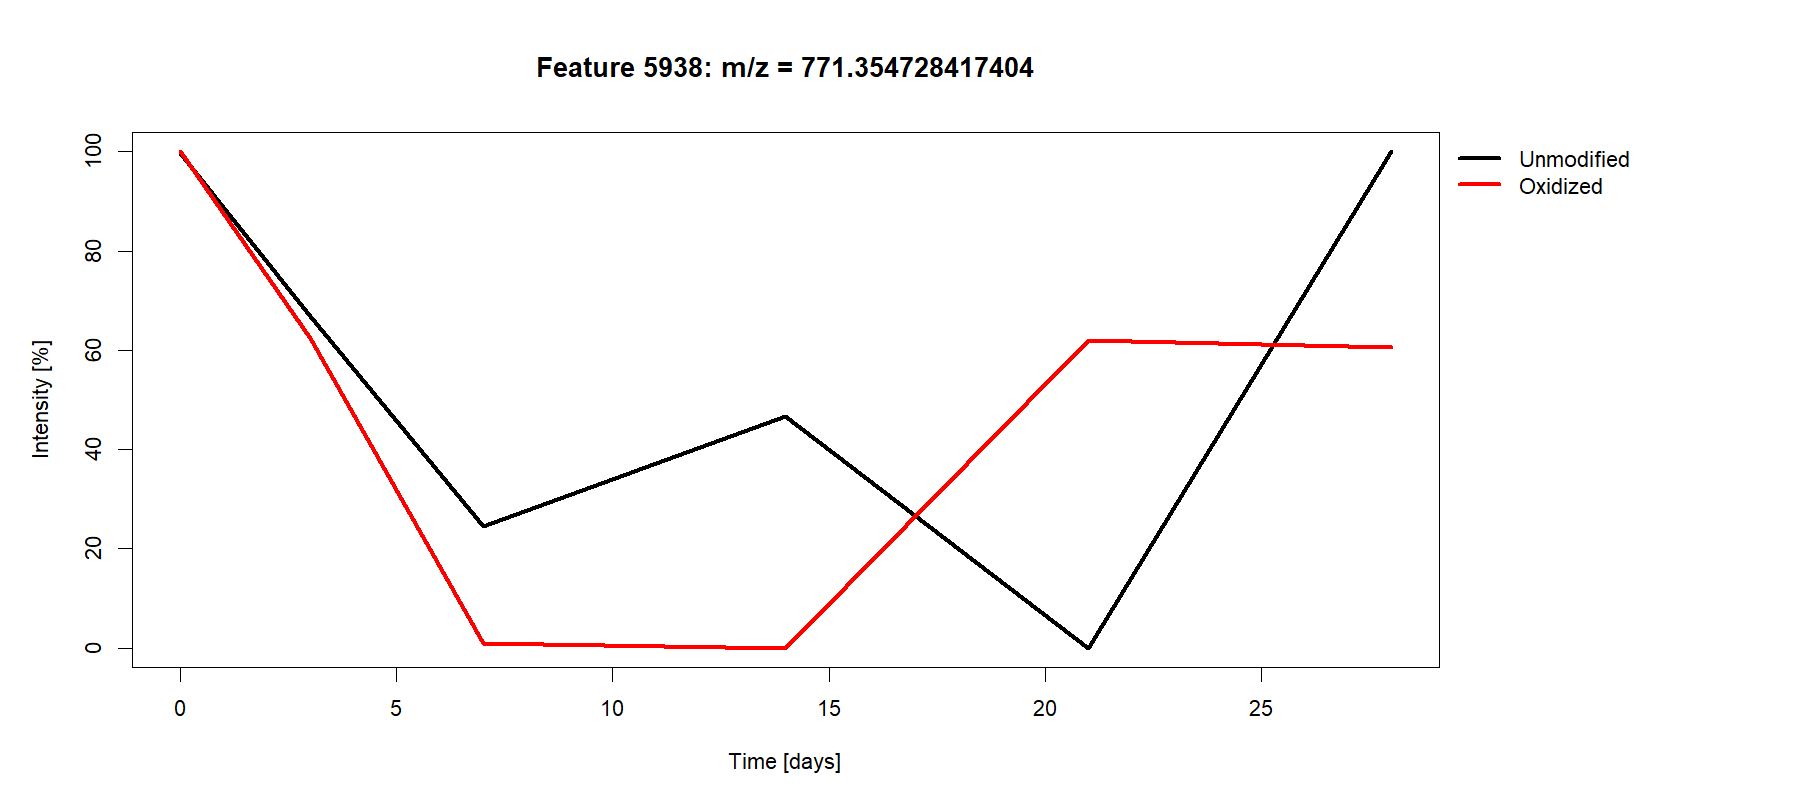 Feature 5938: m/z = 771.354728417404
Unmodified
Oxidized
Intensity [%]
100
80
60
40
20
0
0 5 10 15 20 25
Time [days]